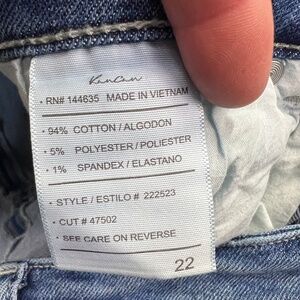 KanCan
• RN# 144635 MADE IN VIETNAM
• 94% COTTON / ALGODON
• 5% POLYESTER / POLIESTER
• 1% SPANDEX / ELASTANO
• STYLE / ESTILO # 222523
• CUT # 47502
• SEE CARE ON REVERSE
22